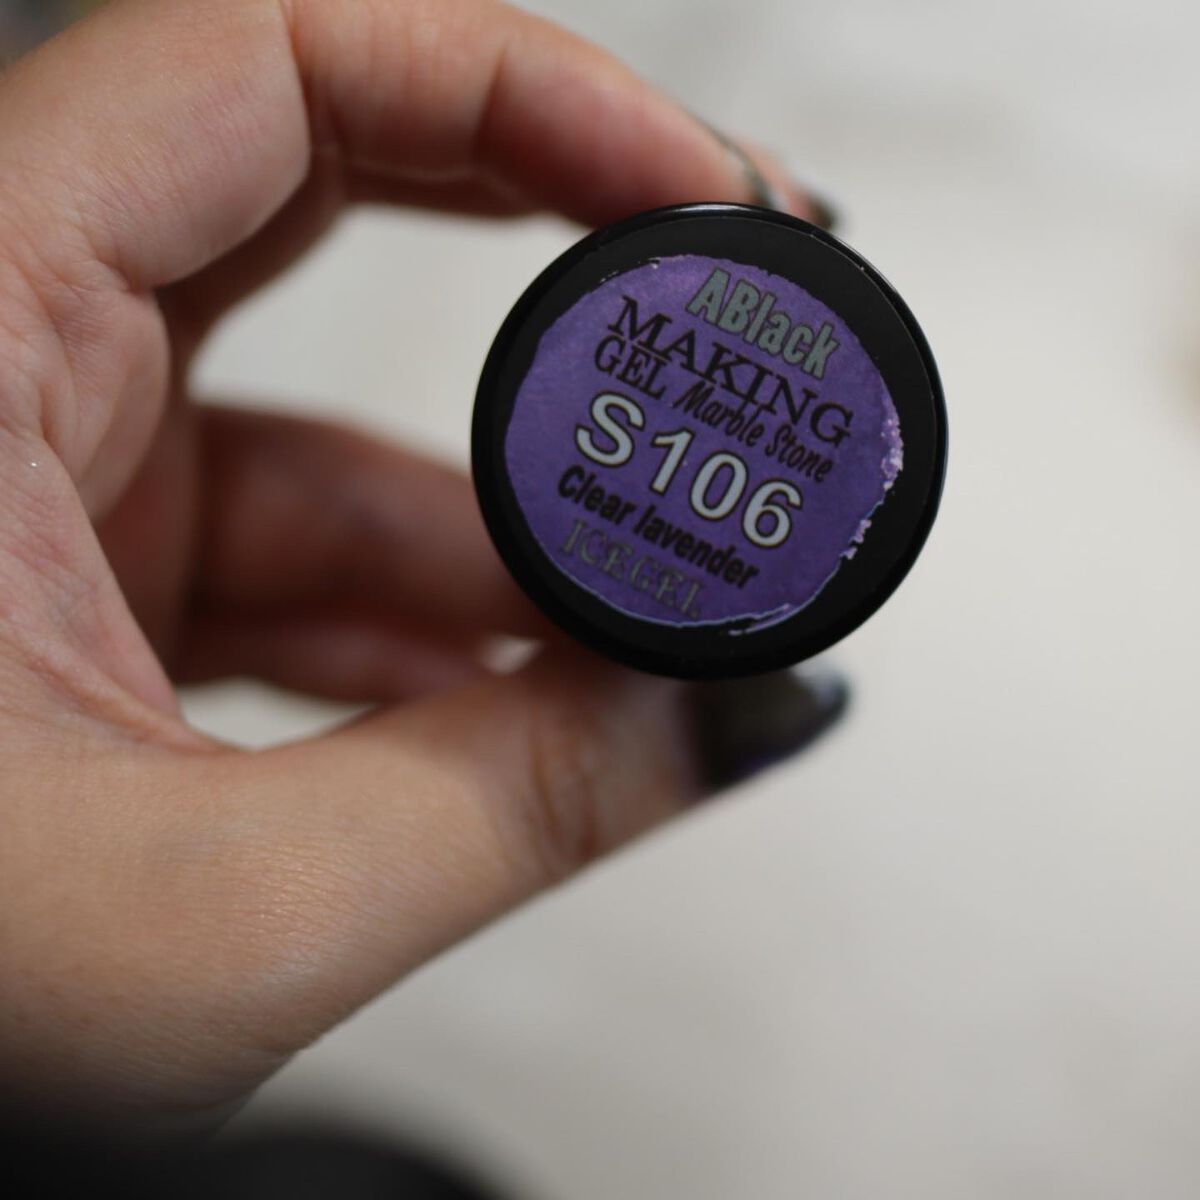 ABlack
MAKING
GEL Marble Stone
S106
Clear lavender
ICEGEL